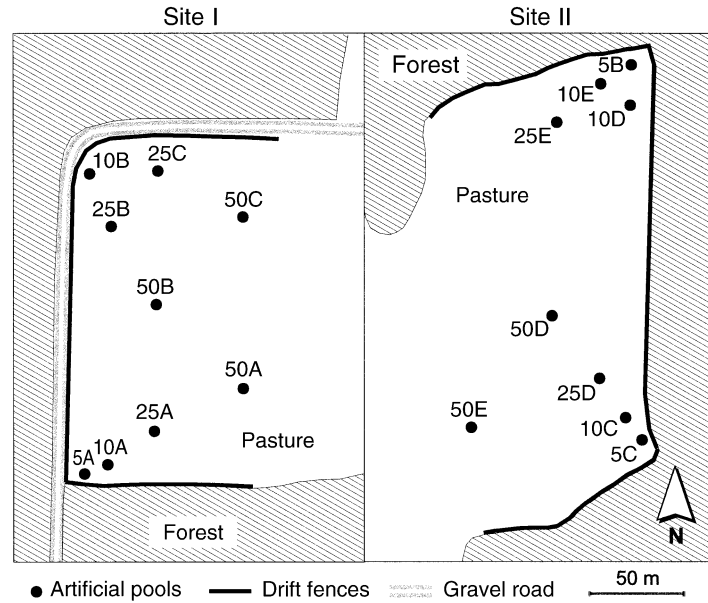 Site I
Site II
Forest
5B
10E
10D
25E
10B
25C
Pasture
25B
50C
50B
50D
50A
25D
50E
25A
10C
Pasture
5A
10A
5C
Forest
N
Artificial pools
Drift fences
Gravel road
50 m